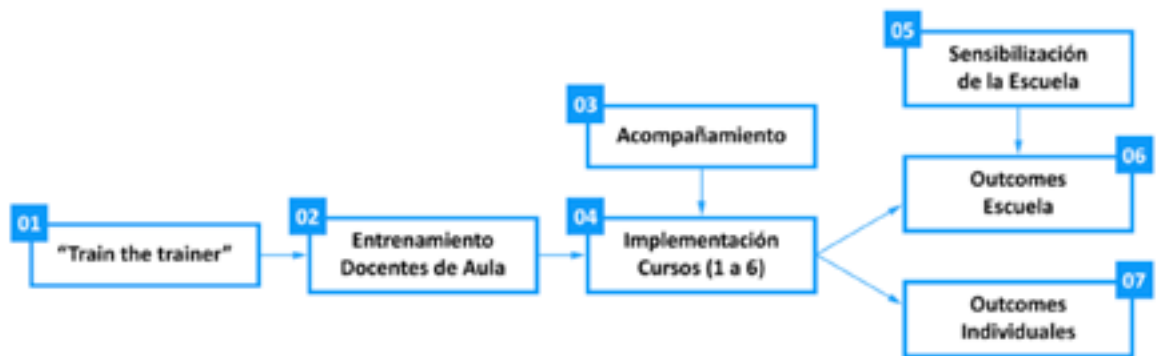 01
"Train the trainer"
02
Entrenamiento
Docentes de Aula
03
Acompañamiento
04
Implementación
Cursos (1 a 6)
05
Sensibilización
de la Escuela
06
Outcomes
Escuela
07
Outcomes
Individuales